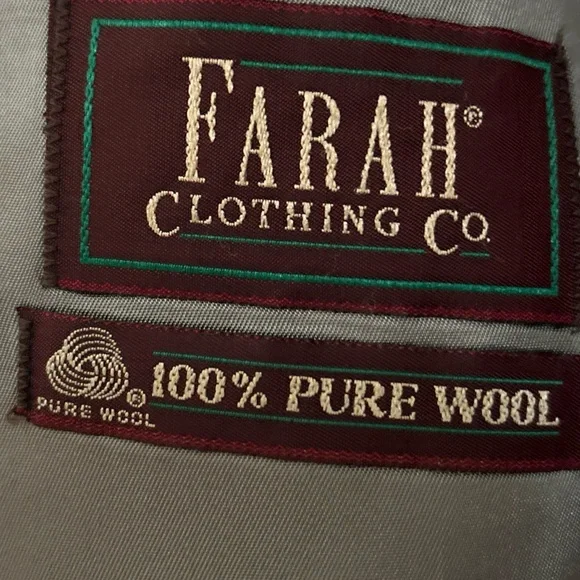 FARAH®
CLOTHING CO.
®
100% PURE WOOL
PURE WOOL